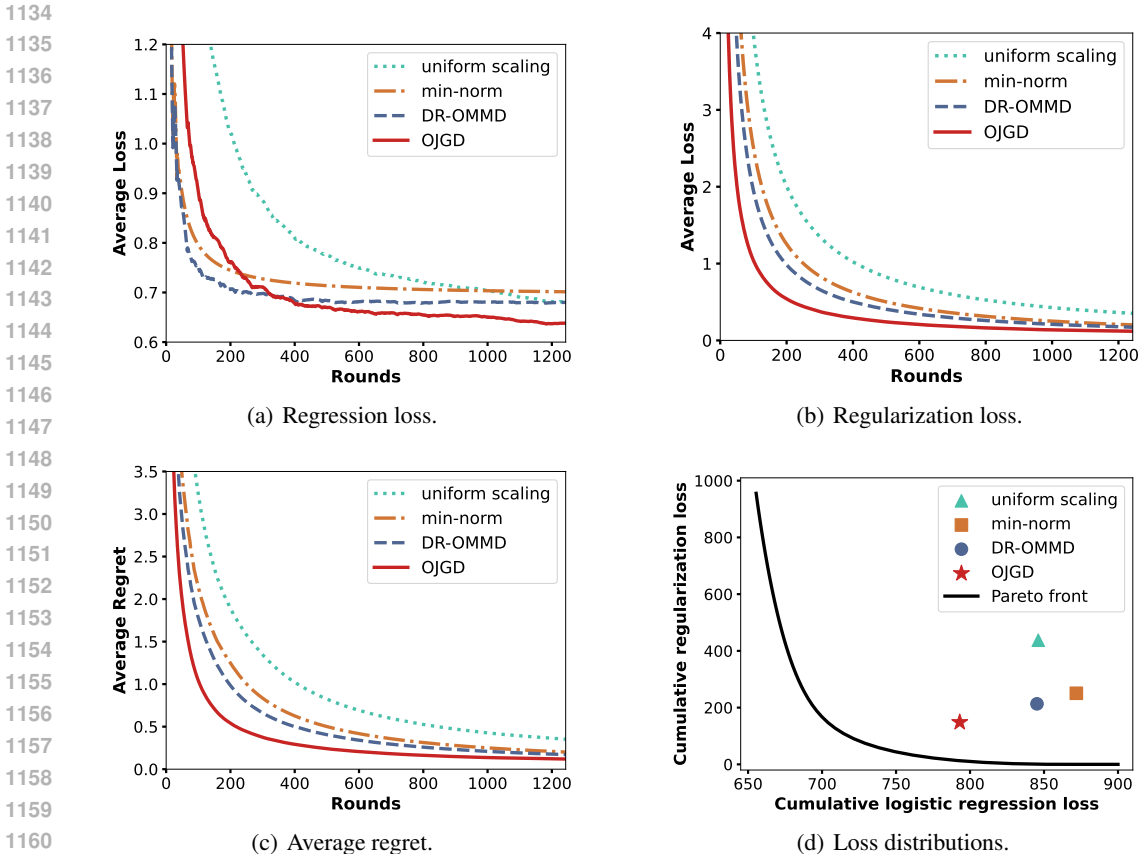 1134
1135
1136
1137
1138
1139
1140
1141
1142
1143
1144
1145
1146
1147
1148
1149
1150
1151
1152
1153
1154
1155
1156
1157
1158
1159
1160
1.2
1.1
1.0
0.9
0.8
0.7
0.6
Average Loss
0 200 400 600 800 1000 1200
Rounds
uniform scaling
min-norm
DR-OMMD
OJGD
(a) Regression loss.
4
3
2
1
0
Average Loss
0 200 400 600 800 1000 1200
Rounds
uniform scaling
min-norm
DR-OMMD
OJGD
(b) Regularization loss.
3.5
3.0
2.5
2.0
1.5
1.0
0.5
0.0
Average Regret
0 200 400 600 800 1000 1200
Rounds
uniform scaling
min-norm
DR-OMMD
OJGD
(c) Average regret.
1000
800
600
400
200
0
Cumulative regularization loss
650 700 750 800 850 900
Cumulative logistic regression loss
uniform scaling
min-norm
DR-OMMD
OJGD
Pareto front
(d) Loss distributions.